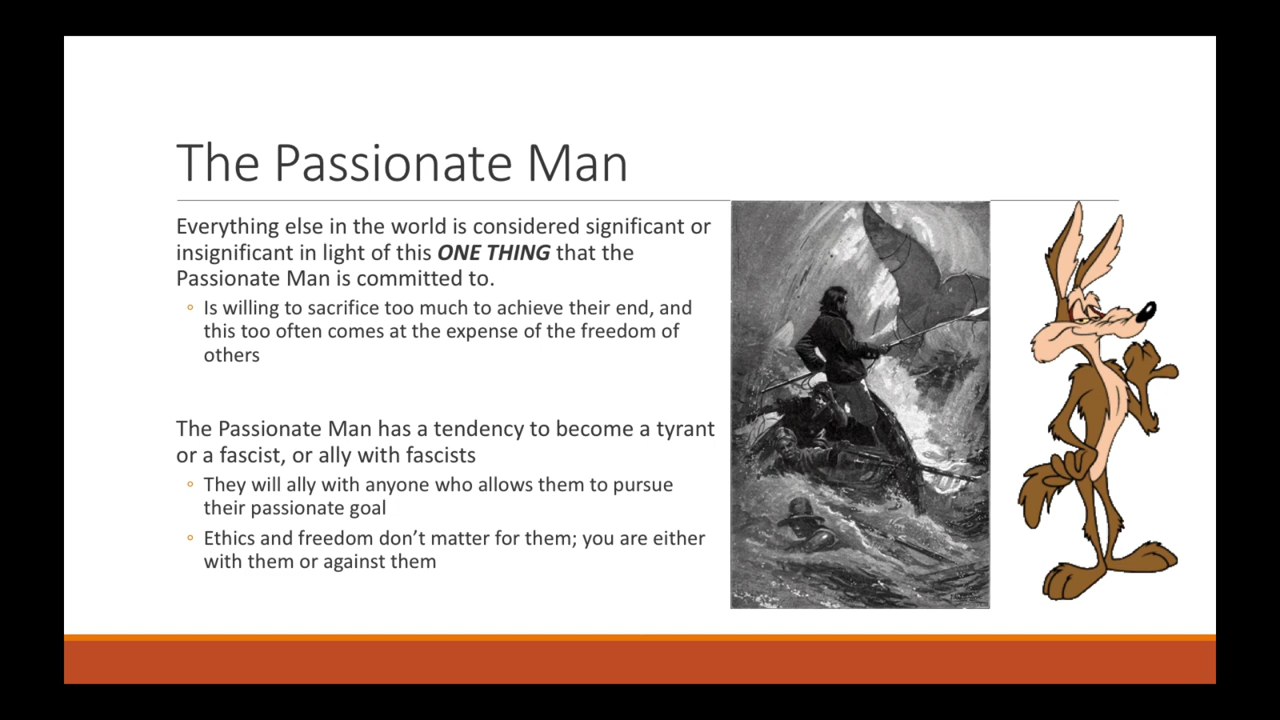 The Passionate Man
Everything else in the world is considered significant or
insignificant in light of this ONE THING that the
Passionate Man is committed to.
◦ Is willing to sacrifice too much to achieve their end, and
this too often comes at the expense of the freedom of
others
The Passionate Man has a tendency to become a tyrant
or a fascist, or ally with fascists
◦ They will ally with anyone who allows them to pursue
their passionate goal
◦ Ethics and freedom don’t matter for them; you are either
with them or against them